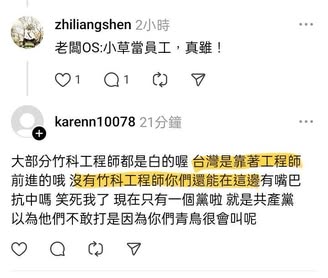 zhiliangshen 2小時
老闆OS:小草當員工，真雖！
1 1
karenn10078 21分鐘
大部分竹科工程師都是白的喔 台灣是靠著工程師
前進的哦 沒有竹科工程師你們還能在這邊有嘴巴
抗中嗎 笑死我了 現在只有一個黨啦 就是共產黨
以為他們不敢打是因為你們青鳥很會叫呢